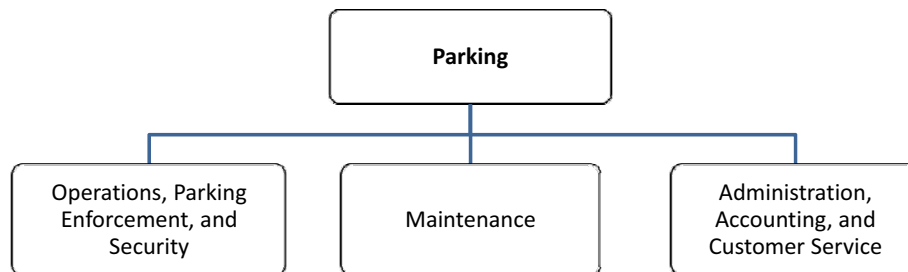 Parking
Operations, Parking
Enforcement, and
Security
Maintenance
Administration,
Accounting, and
Customer Service